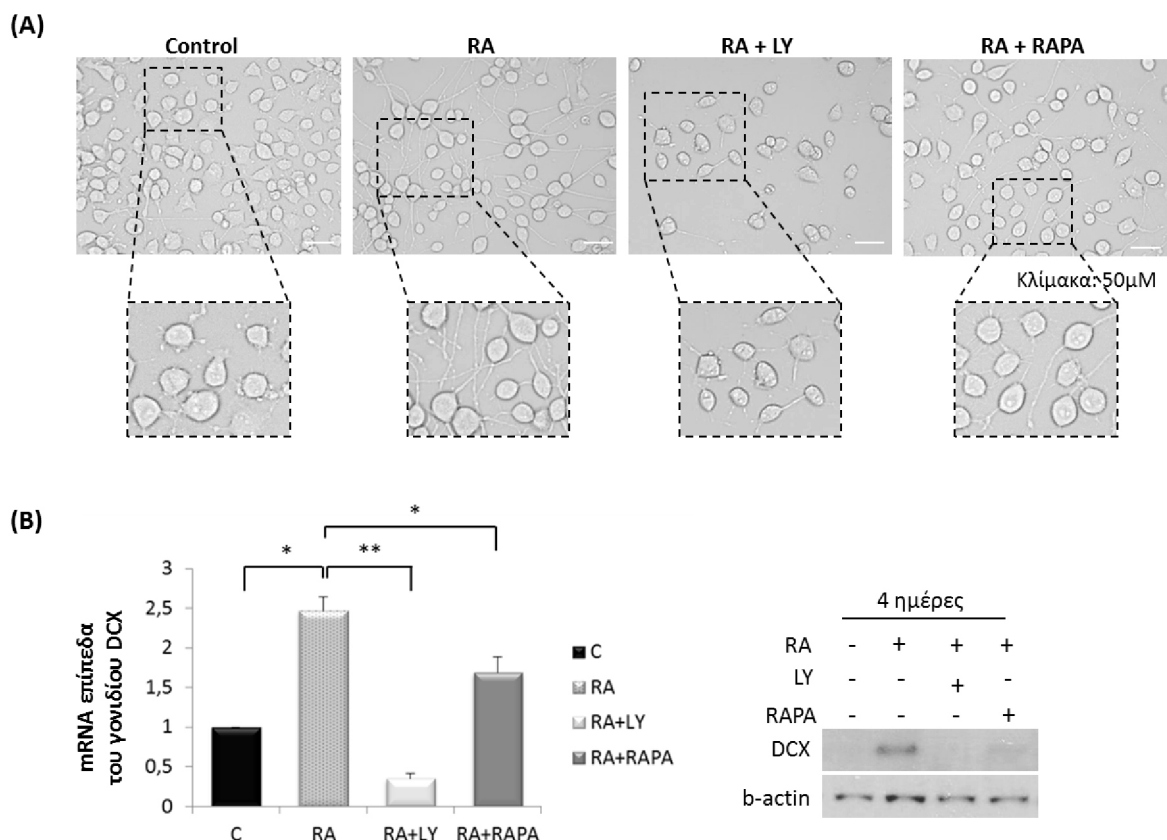 (A)
Control RA RA + LY RA + RAPA
Κλίμακα: 50μM
(B)
* ** *
mRNA επίπεδα
του γονιδίου DCX
3
2,5
2
1,5
1
0,5
0
C RA RA+LY RA+RAPA
C
RA
RA+LY
RA+RAPA
4 ημέρες
RA - + + +
LY - - + -
RAPA - - - +
DCX
b-actin